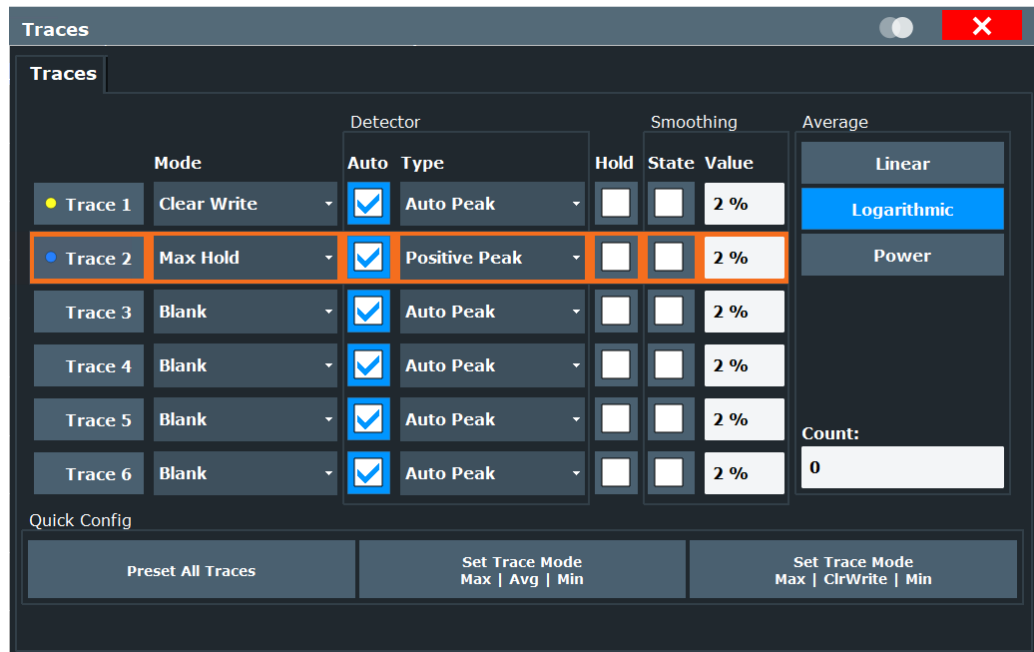 Traces
Traces
Detector Smoothing Average
Mode Auto Type Hold State Value Linear
Trace 1 Clear Write Auto Peak 2 % Logarithmic
Trace 2 Max Hold Positive Peak 2 % Power
Trace 3 Blank Auto Peak 2 %
Trace 4 Blank Auto Peak 2 %
Trace 5 Blank Auto Peak 2 % Count:
Trace 6 Blank Auto Peak 2 % 0
Quick Config
Preset All Traces
Set Trace Mode
Max | Avg | Min
Set Trace Mode
Max | ClrWrite | Min